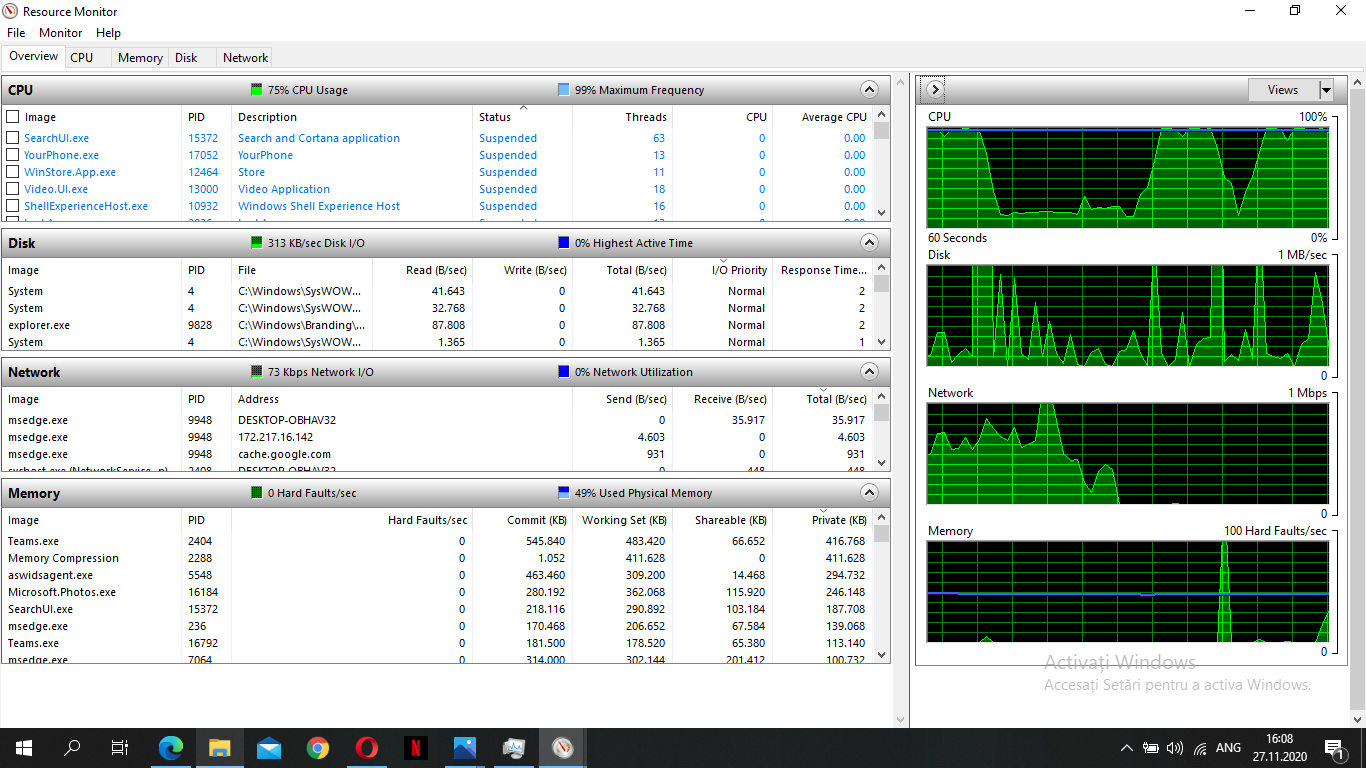 Resource Monitor
File Monitor Help
Overview CPU Memory Disk Network
CPU 75% CPU Usage 99% Maximum Frequency
Image PID Description Status Threads CPU Average CPU
SearchUI.exe 15372 Search and Cortana application Suspended 63 0 0.00
YourPhone.exe 17052 YourPhone Suspended 13 0 0.00
WinStore.App.exe 12464 Store Suspended 11 0 0.00
Video.UI.exe 13000 Video Application Suspended 18 0 0.00
ShellExperienceHost.exe 10932 Windows Shell Experience Host Suspended 16 0 0.00
Disk 313 KB/sec Disk I/O 0% Highest Active Time
Image PID File Read (B/sec) Write (B/sec) Total (B/sec) I/O Priority Response Time...
System 4 C:\Windows\SysWOW... 41.643 0 41.643 Normal 2
System 4 C:\Windows\SysWOW... 32.768 0 32.768 Normal 2
explorer.exe 9828 C:\Windows\Branding\... 87.808 0 87.808 Normal 2
System 4 C:\Windows\SysWOW... 1.365 0 1.365 Normal 1
Network 73 Kbps Network I/O 0% Network Utilization
Image PID Address Send (B/sec) Receive (B/sec) Total (B/sec)
msedge.exe 9948 DESKTOP-OBHAV32 0 35.917 35.917
msedge.exe 9948 172.217.16.142 4.603 0 4.603
msedge.exe 9948 cache.google.com 931 0 931
svchost.exe (NetworkService -p) 2408 DESKTOP-OBHAV32 0 448 448
Memory 0 Hard Faults/sec 49% Used Physical Memory
Image PID Hard Faults/sec Commit (KB) Working Set (KB) Shareable (KB) Private (KB)
Teams.exe 2404 0 545.840 483.420 66.652 416.768
Memory Compression 2288 0 1.052 411.628 0 411.628
aswidsagent.exe 5548 0 463.460 309.200 14.468 294.732
Microsoft.Photos.exe 16184 0 280.192 362.068 115.920 246.148
SearchUI.exe 15372 0 218.116 290.892 103.184 187.708
msedge.exe 236 0 170.468 206.652 67.584 139.068
Teams.exe 16792 0 181.500 178.520 65.380 113.140
msedge.exe 7064 0 314.000 302.144 201.412 100.732
Views
CPU 100%
60 Seconds 0%
Disk 1 MB/sec
0
Network 1 Mbps
0
Memory 100 Hard Faults/sec
0
Activați Windows
Accesați Setări pentru a activa Windows.
N
ANG 16:08
27.11.2020
1